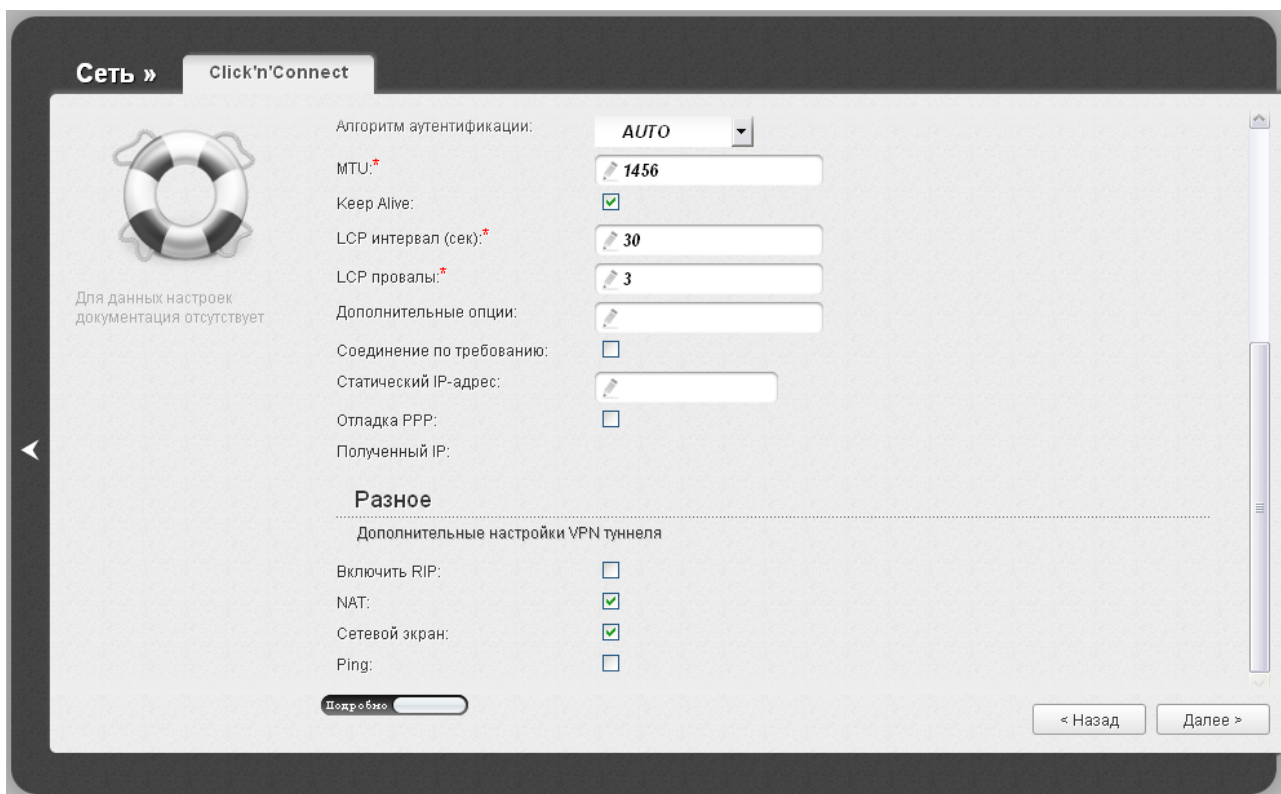 Сеть »
Click'n'Connect
Алгоритм аутентификации: AUTO
MTU:* 1456
Keep Alive:
LCP интервал (сек):* 30
LCP провалы:* 3
Для данных настроек
документация отсутствует
Дополнительные опции:
Соединение по требованию:
Статический IP-адрес:
Отладка PPP:
Полученный IP:
Разное
Дополнительные настройки VPN туннеля
Включить RIP:
NAT:
Сетевой экран:
Ping:
Подробно
< Назад
Далее >